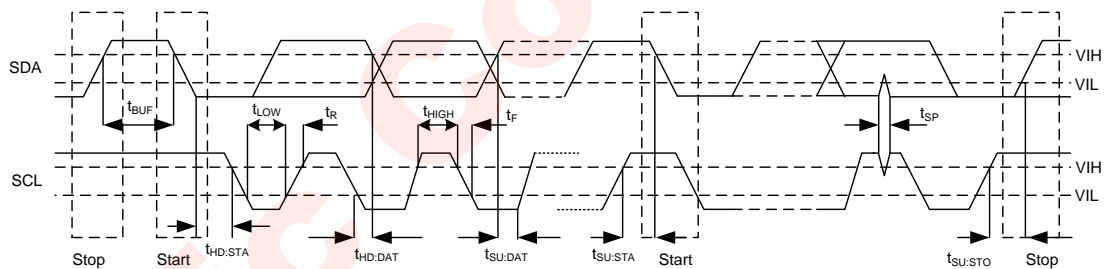 SDA
VIH
VIL
tBUF
tLOW
tR
tHIGH
tF
tSP
SCL
VIH
VIL
Stop
Start
tHD:STA
tHD:DAT
tSU:DAT
tSU:STA
Start
tSU:STO
Stop